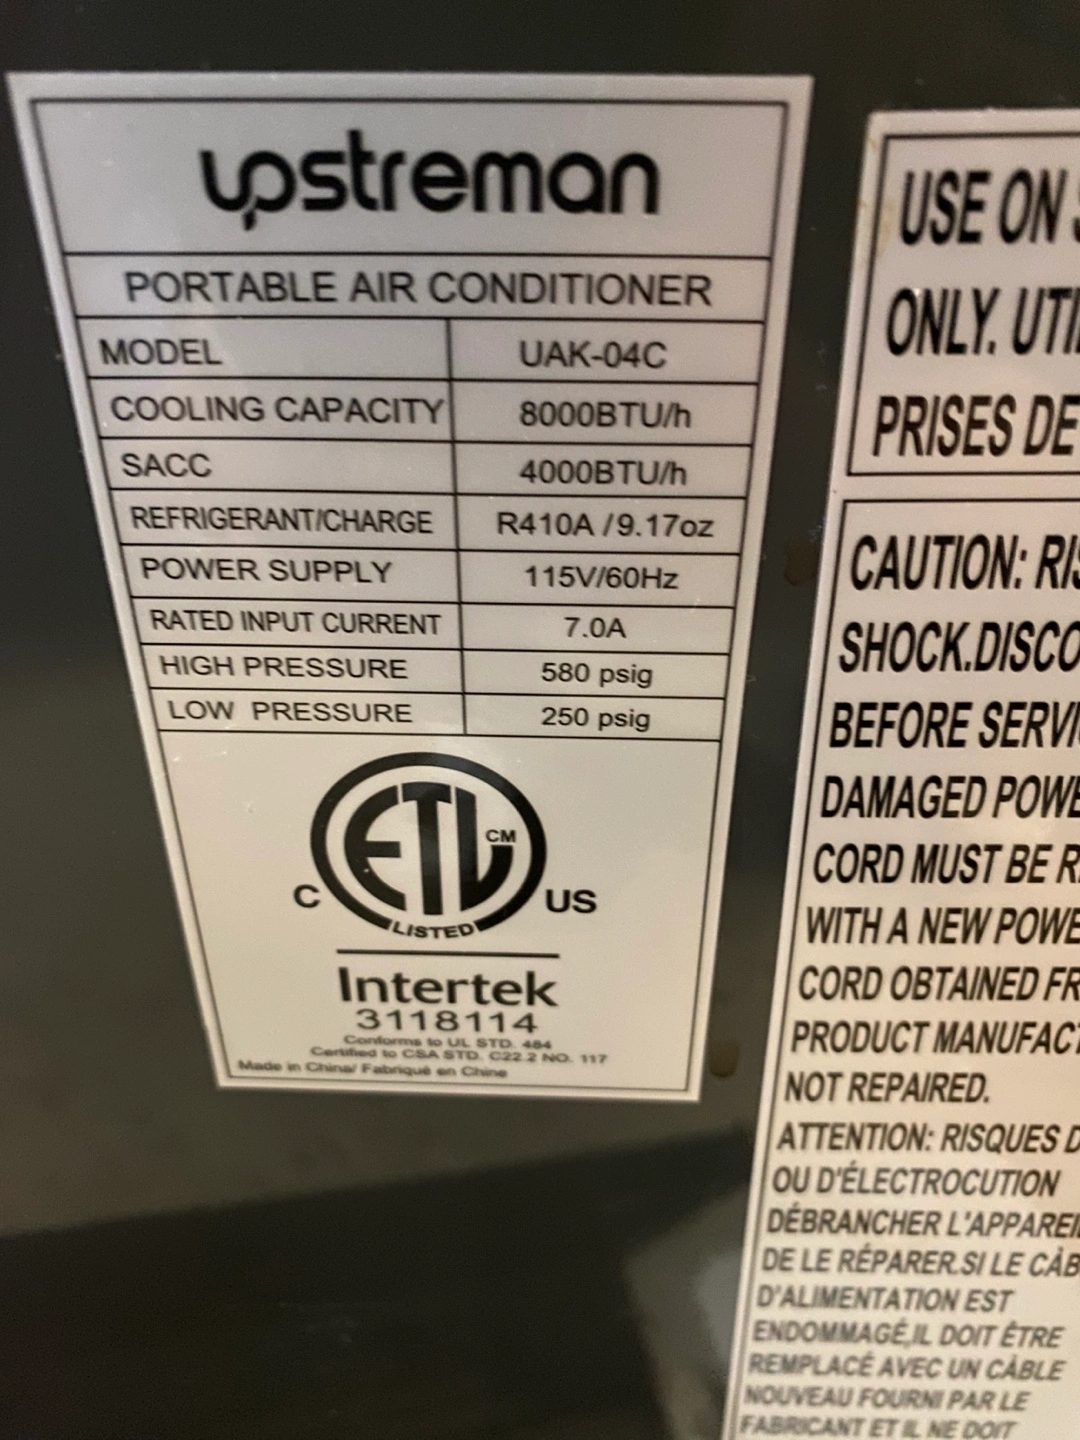 upstreman
PORTABLE AIR CONDITIONER
MODEL UAK-04C
COOLING CAPACITY 8000BTU/h
SACC 4000BTU/h
REFRIGERANT/CHARGE R410A /9.17oz
POWER SUPPLY 115V/60Hz
RATED INPUT CURRENT 7.0A
HIGH PRESSURE 580 psig
LOW PRESSURE 250 psig
ETL CM
C US
LISTED
Intertek
3118114
Conforms to UL STD. 484
Certified to CSA STD. C22.2 NO. 117
Made in China/ Fabriqué en Chine
USE ON
ONLY. UTI
PRISES DE
CAUTION: RIS
SHOCK.DISCO
BEFORE SERVI
DAMAGED POWE
CORD MUST BE R
WITH A NEW POWE
CORD OBTAINED FR
PRODUCT MANUFACT
NOT REPAIRED.
ATTENTION: RISQUES D
OU D'ÉLECTROCUTION
DÉBRANCHER L'APPAREI
DE LE RÉPARER.SI LE CÀB
D'ALIMENTATION EST
ENDOMMAGÉ,IL DOIT ÊTRE
REMPLACÉ AVEC UN CÀBLE
NOUVEAU FOURNI PAR LE
FABRICANT ET IL NE DOIT